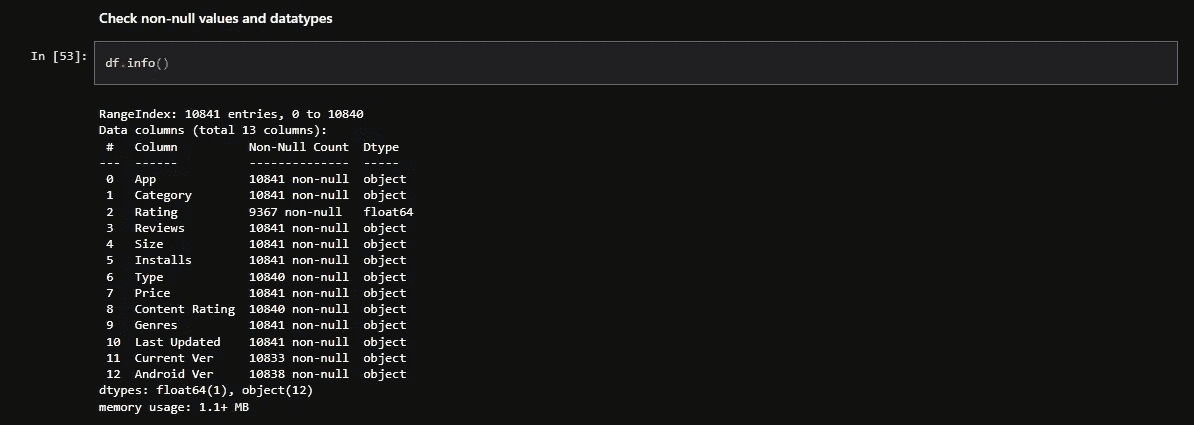 Check non-null values and datatypes
In [53]: df.info()
RangeIndex: 10841 entries, 0 to 10840
Data columns (total 13 columns):
 #   Column          Non-Null Count  Dtype
---  ------          --------------  -----
 0   App             10841 non-null  object
 1   Category        10841 non-null  object
 2   Rating          9367 non-null   float64
 3   Reviews         10841 non-null  object
 4   Size            10841 non-null  object
 5   Installs        10841 non-null  object
 6   Type            10840 non-null  object
 7   Price           10841 non-null  object
 8   Content Rating  10840 non-null  object
 9   Genres          10841 non-null  object
 10  Last Updated    10841 non-null  object
 11  Current Ver     10833 non-null  object
 12  Android Ver     10838 non-null  object
dtypes: float64(1), object(12)
memory usage: 1.1+ MB